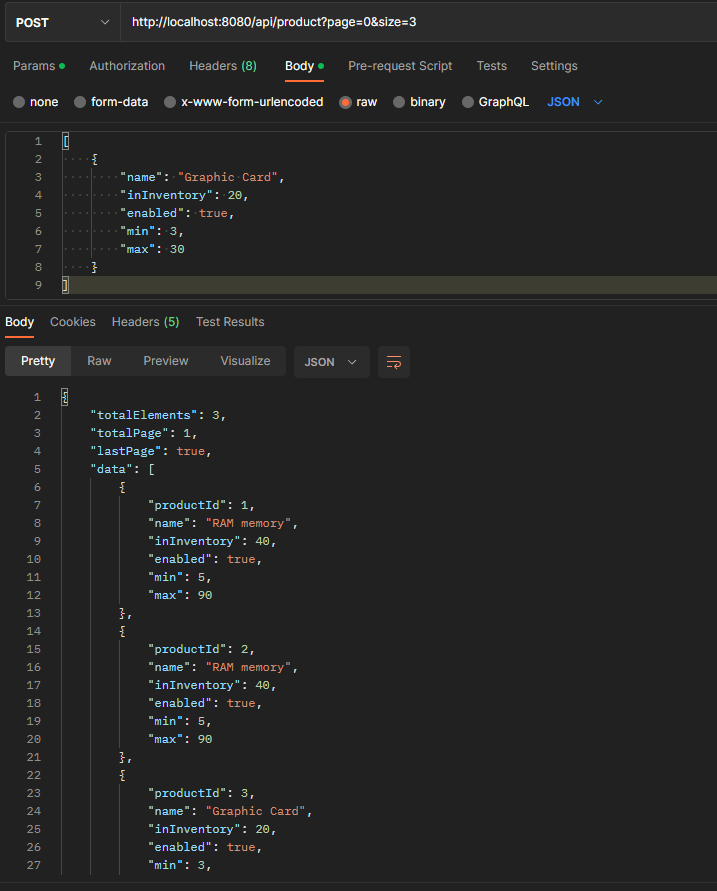 POST http://localhost:8080/api/product?page=0&size=3
Params Authorization Headers (8) Body Pre-request Script Tests Settings
none form-data x-www-form-urlencoded raw binary GraphQL JSON
1 [
2 {
3 "name": "Graphic Card",
4 "inInventory": 20,
5 "enabled": true,
6 "min": 3,
7 "max": 30
8 }
9 ]
Body Cookies Headers (5) Test Results
Pretty Raw Preview Visualize JSON
1 {
2 "totalElements": 3,
3 "totalPage": 1,
4 "lastPage": true,
5 "data": [
6 {
7 "productId": 1,
8 "name": "RAM memory",
9 "inInventory": 40,
10 "enabled": true,
11 "min": 5,
12 "max": 90
13 },
14 {
15 "productId": 2,
16 "name": "RAM memory",
17 "inInventory": 40,
18 "enabled": true,
19 "min": 5,
20 "max": 90
21 },
22 {
23 "productId": 3,
24 "name": "Graphic Card",
25 "inInventory": 20,
26 "enabled": true,
27 "min": 3,